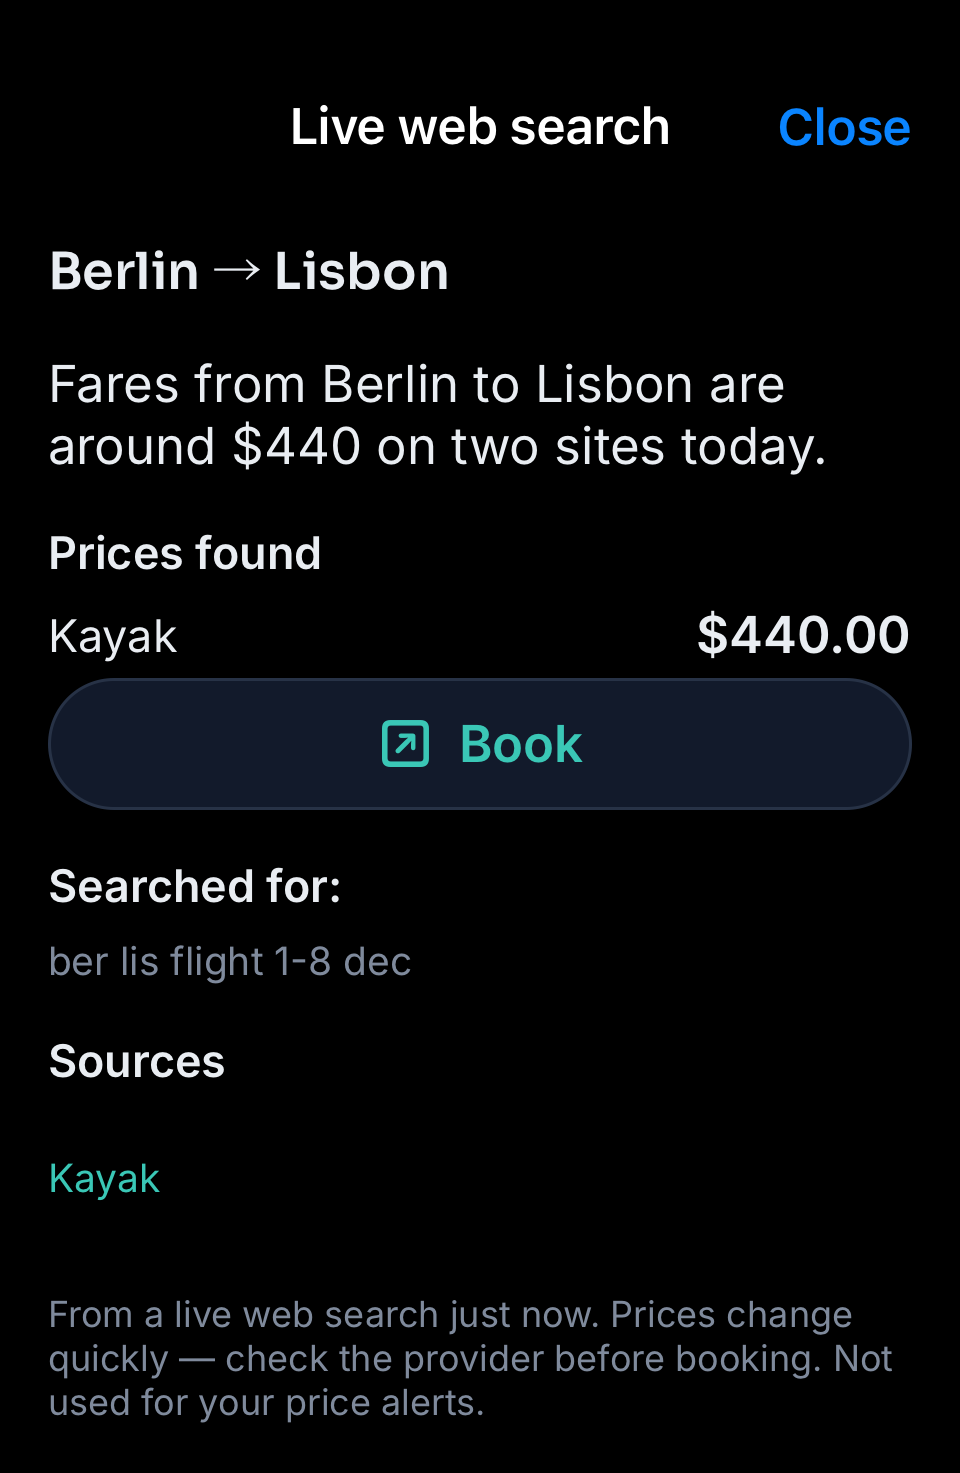 Live web search
Close
Berlin → Lisbon
Fares from Berlin to Lisbon are
around $440 on two sites today.
Prices found
Kayak
$440.00
Book
Searched for:
ber lis flight 1-8 dec
Sources
Kayak
From a live web search just now. Prices change
quickly — check the provider before booking. Not
used for your price alerts.